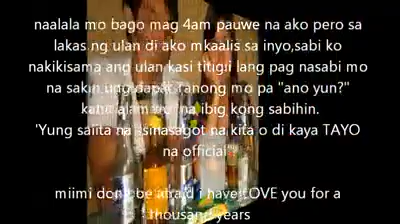 naalala mo bago mag 4am pauwe na ako pero sa
lakas ng ulan di ako mkaalis sa inyo,sabi ko
nakikisama ang ulan kasi titigil lang pag nasabi mo
na sakin ung dapat.Tanong mo pa "ano yun?"
alam mo na ibig kong sabihin.
'Yung salita na sinasagot na kita o di kaya TAYO
na official
miimi don't be afraid i have LOVE you for a
thousand years